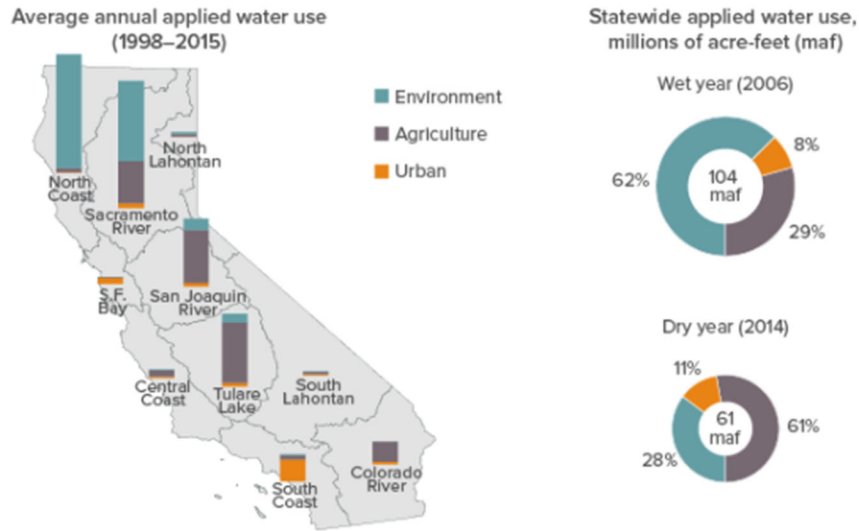 Average annual applied water use
(1998–2015)
Environment
Agriculture
Urban
North
Coast
Sacramento
River
North
Lahontan
S.F.
Bay
San Joaquin
River
Central
Coast
Tulare
Lake
South
Lahontan
South
Coast
Colorado
River
Statewide applied water use,
millions of acre-feet (maf)
Wet year (2006)
8%
62%
104
maf
29%
Dry year (2014)
11%
61
maf
61%
28%